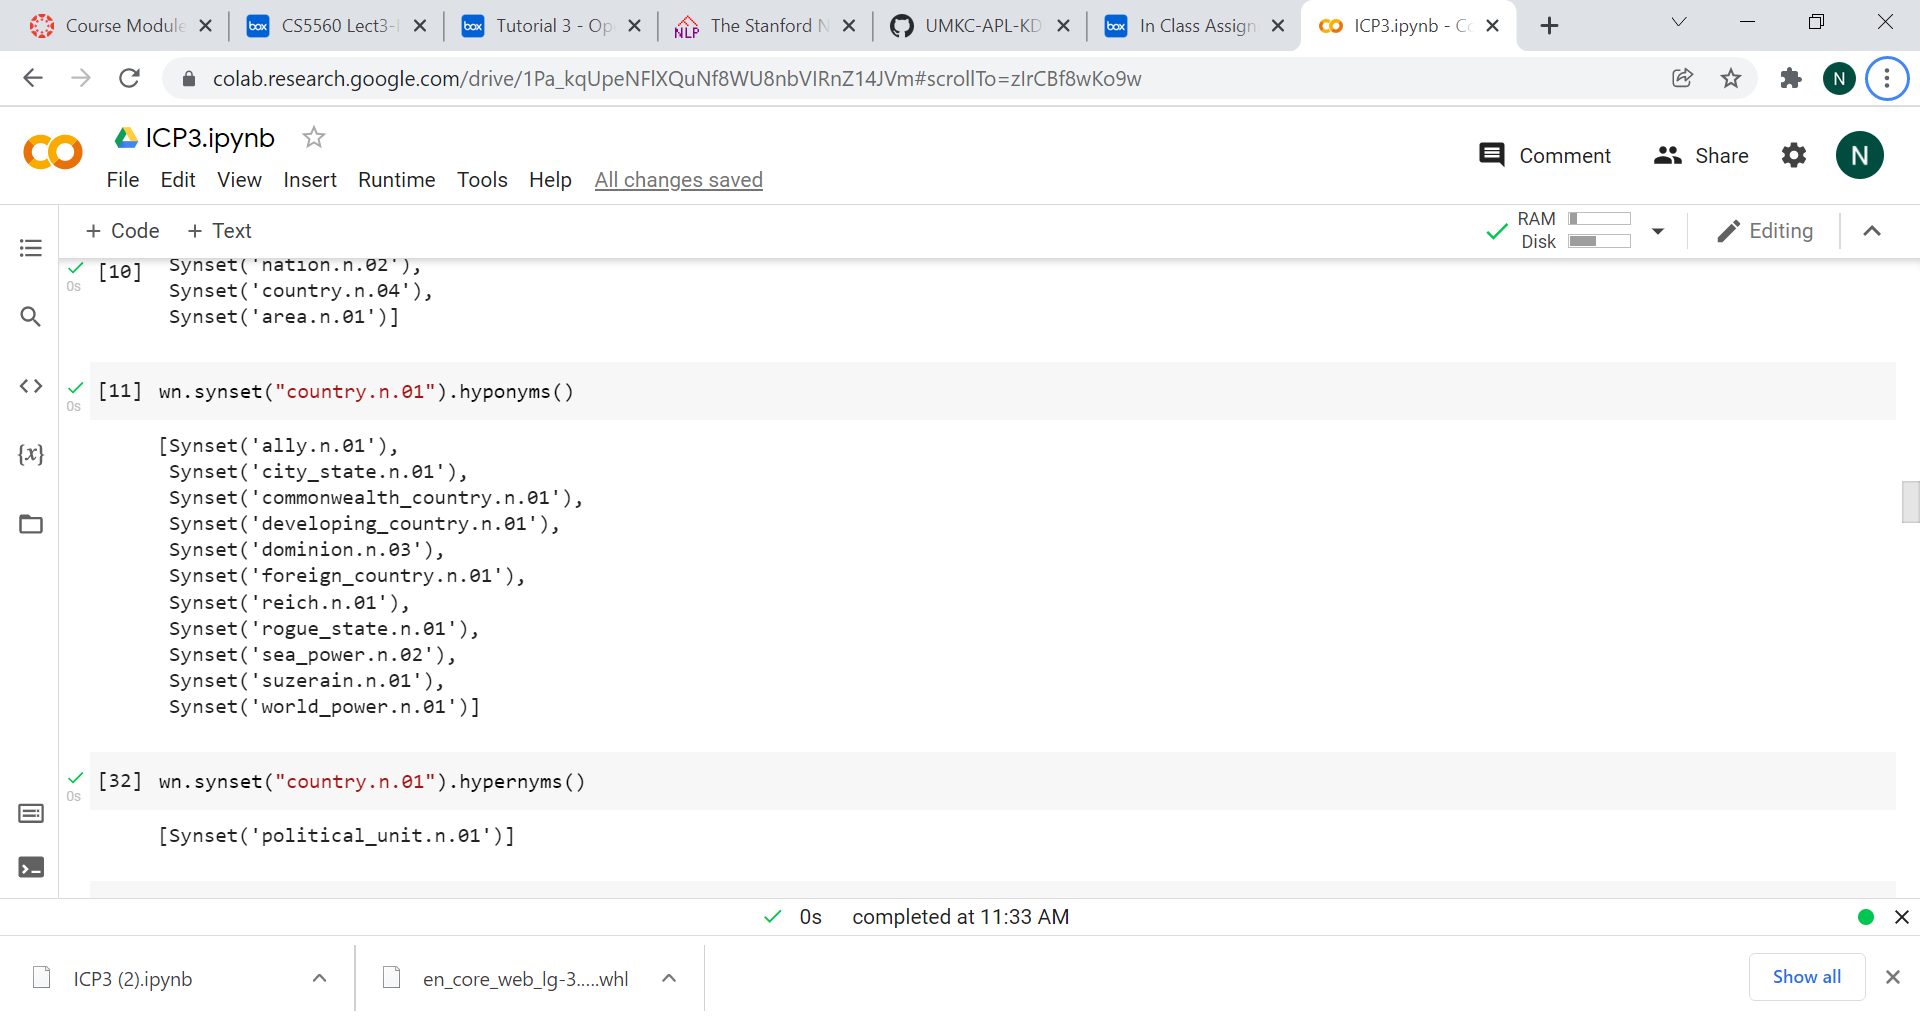 Course Module
CS5560 Lect3-
Tutorial 3 - Op
The Stanford N
UMKC-APL-KD
In Class Assign
ICP3.ipynb - Co
colab.research.google.com/drive/1Pa_kqUpeNFlXQuNf8WU8nbVIRnZ14JVm#scrollTo=zIrCBf8wKo9w
N
ICP3.ipynb
Comment
Share
N
File Edit View Insert Runtime Tools Help All changes saved
+ Code + Text
RAM
Disk
Editing
[10] Synset('nation.n.02'),
0s
Synset('country.n.04'),
Synset('area.n.01')]
[11] wn.synset("country.n.01").hyponyms()
0s
[Synset('ally.n.01'),
Synset('city_state.n.01'),
Synset('commonwealth_country.n.01'),
Synset('developing_country.n.01'),
Synset('dominion.n.03'),
Synset('foreign_country.n.01'),
Synset('reich.n.01'),
Synset('rogue_state.n.01'),
Synset('sea_power.n.02'),
Synset('suzerain.n.01'),
Synset('world_power.n.01')]
[32] wn.synset("country.n.01").hypernyms()
0s
[Synset('political_unit.n.01')]
0s completed at 11:33 AM
ICP3 (2).ipynb
en_core_web_lg-3.....whl
Show all